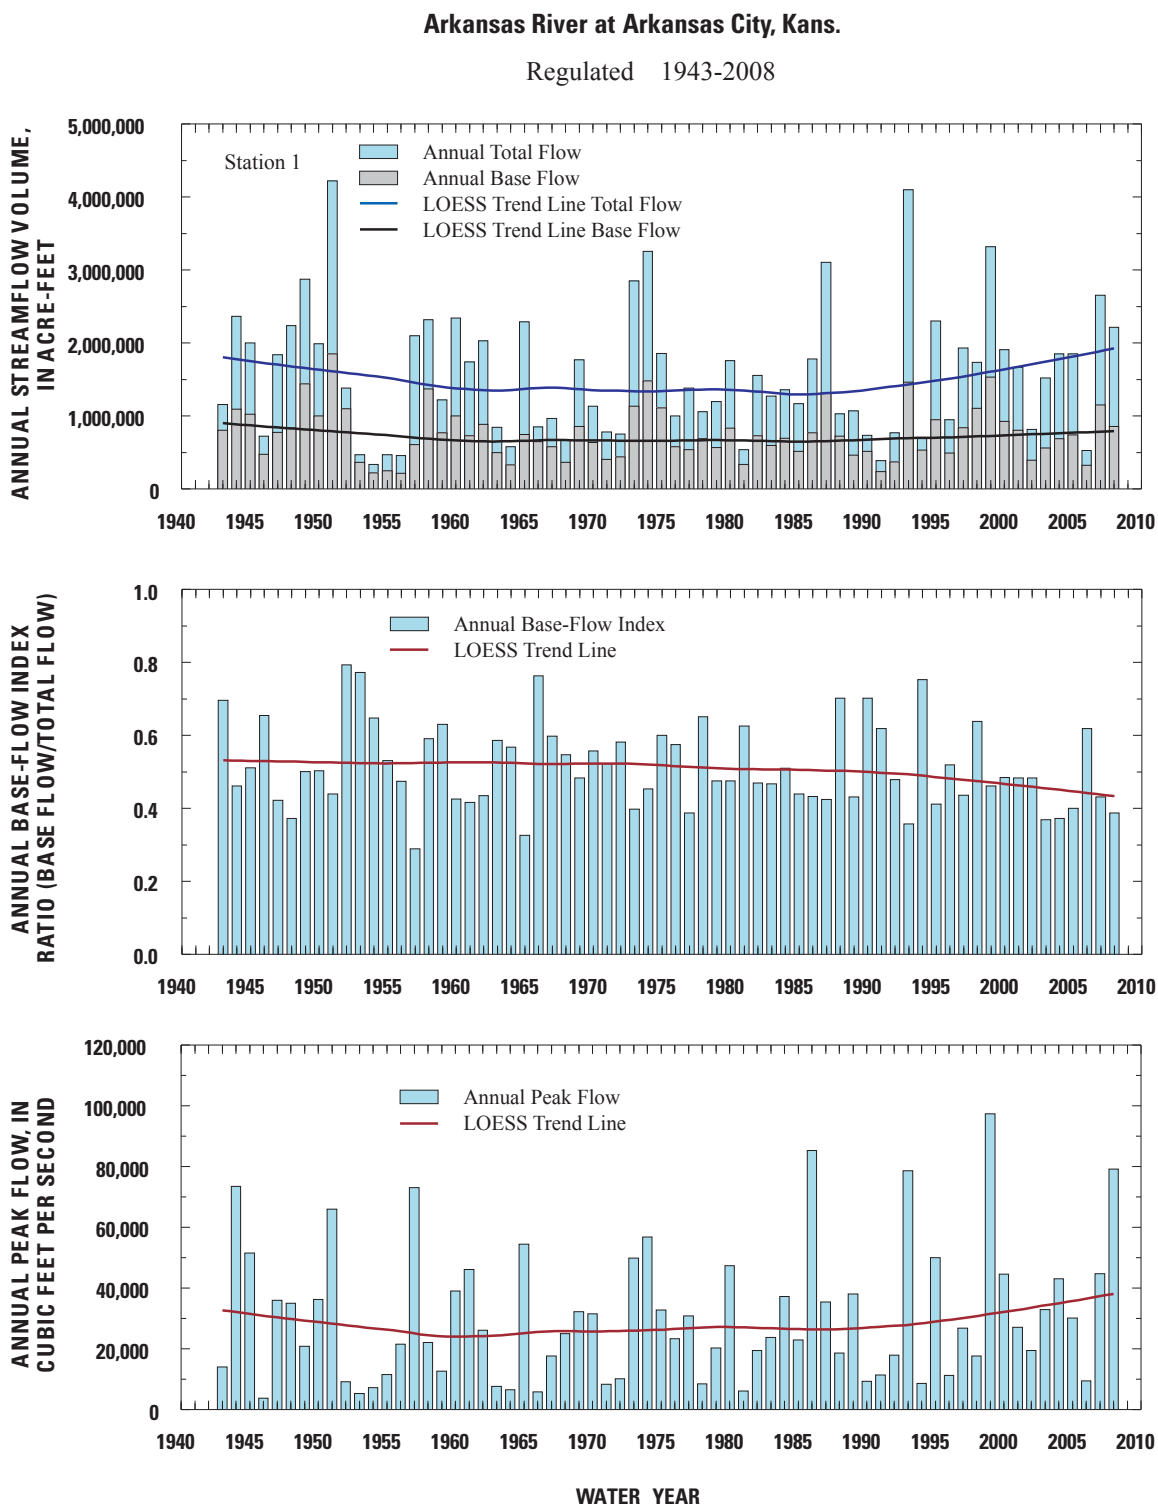 Arkansas River at Arkansas City, Kans.
Regulated 1943-2008
ANNUAL STREAMFLOW VOLUME,
IN ACRE-FEET
5,000,000
4,000,000
3,000,000
2,000,000
1,000,000
0
Station 1
Annual Total Flow
Annual Base Flow
LOESS Trend Line Total Flow
LOESS Trend Line Base Flow
1940 1945 1950 1955 1960 1965 1970 1975 1980 1985 1990 1995 2000 2005 2010
ANNUAL BASE-FLOW INDEX
RATIO (BASE FLOW/TOTAL FLOW)
1.0
0.8
0.6
0.4
0.2
0.0
Annual Base-Flow Index
LOESS Trend Line
1940 1945 1950 1955 1960 1965 1970 1975 1980 1985 1990 1995 2000 2005 2010
ANNUAL PEAK FLOW, IN
CUBIC FEET PER SECOND
120,000
100,000
80,000
60,000
40,000
20,000
0
Annual Peak Flow
LOESS Trend Line
1940 1945 1950 1955 1960 1965 1970 1975 1980 1985 1990 1995 2000 2005 2010
WATER YEAR